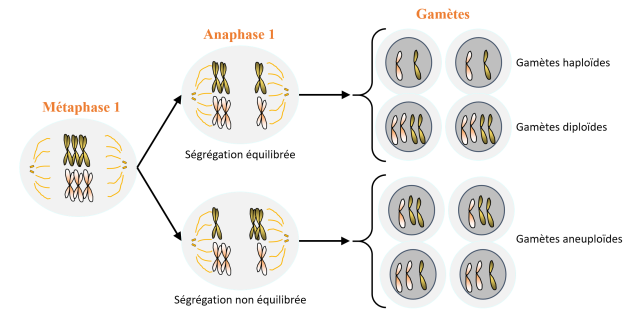 Gamètes
Anaphase 1
Gamètes haploïdes
Métaphase 1
Gamètes diploïdes
Ségrégation équilibrée
Gamètes aneuploïdes
Ségrégation non équilibrée